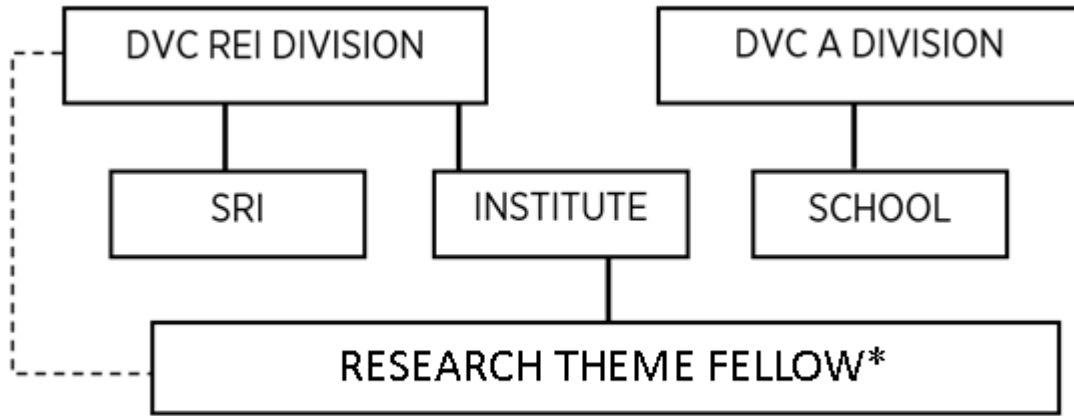 DVC REI DIVISION
DVC A DIVISION
SRI
INSTITUTE
SCHOOL
RESEARCH THEME FELLOW*